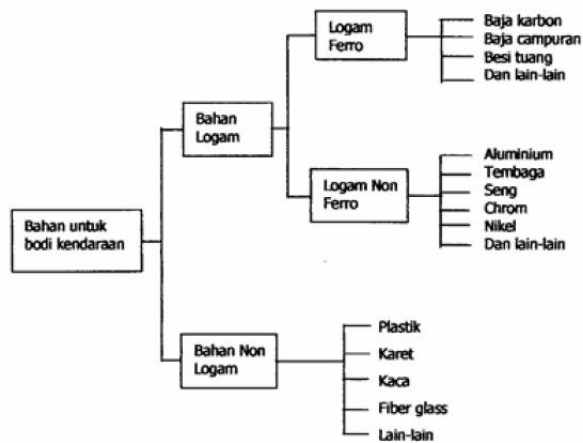 Bahan untuk
bodi kendaraan
Bahan
Logam
Logam
Ferro
Baja karbon
Baja campuran
Besi tuang
Dan lain-lain
Logam Non
Ferro
Aluminium
Tembaga
Seng
Chrom
Nikel
Dan lain-lain
Bahan Non
Logam
Plastik
Karet
Kaca
Fiber glass
Lain-lain